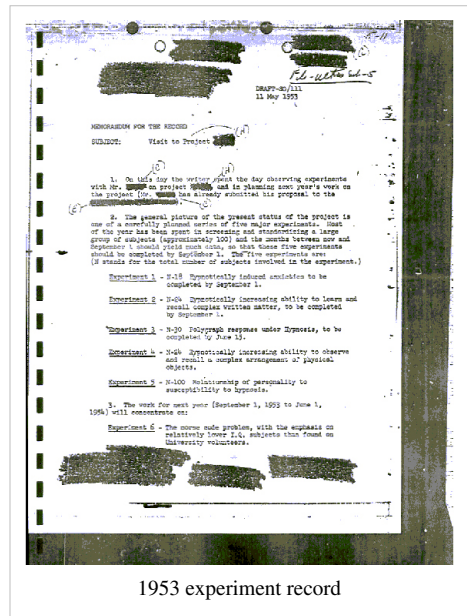 DRAFT-SG/111
11 May 1953
MEMORANDUM FOR THE RECORD
SUBJECT: Visit to Project
1. On this day the writer spent the day observing experiments
with Mr. on project , and in planning next year's work on
the project (Mr. has already submitted his proposal to the
).
2. The general picture of the present status of the project is
one of a carefully planned series of five major experiments. Most
of the year has been spent in screening and standardizing a large
group of subjects (approximately 100) and the months between now and
September 1 should yield much data, so that these five experiments
should be completed by September 1. The five experiments are:
(N stands for the total number of subjects involved in the experiment.)
Experiment 1 - N-18 Hypnotically induced anxieties to be
completed by September 1.
Experiment 2 - N-24 Hypnotically increasing ability to learn and
recall complex written matter, to be completed
by September 1.
Experiment 3 - N-30 Polygraph response under Hypnosis, to be
completed by June 15.
Experiment 4 - N-24 Hypnotically increasing ability to observe
and recall a complex arrangement of physical
objects.
Experiment 5 - N-100 Relationship of personality to
susceptibility to hypnosis.
3. The work for next year (September 1, 1953 to June 1,
1954) will concentrate on:
Experiment 6 - The morse code problem, with the emphasis on
relatively lower I.Q. subjects than found on
University volunteers.
1953 experiment record